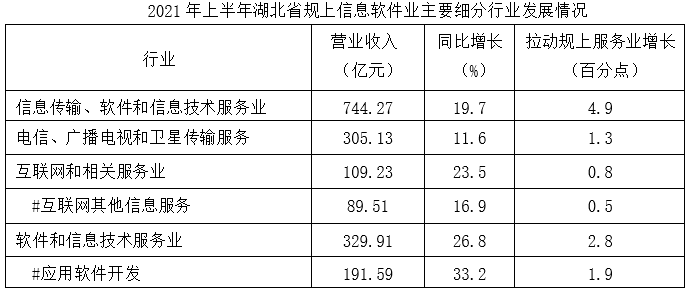 2021年上半年湖北省规上信息软件业主要细分行业发展情况
行业 营业收入（亿元） 同比增长（%） 拉动规上服务业增长（百分点）
信息传输、软件和信息技术服务业 744.27 19.7 4.9
电信、广播电视和卫星传输服务 305.13 11.6 1.3
互联网和相关服务业 109.23 23.5 0.8
#互联网其他信息服务 89.51 16.9 0.5
软件和信息技术服务业 329.91 26.8 2.8
#应用软件开发 191.59 33.2 1.9